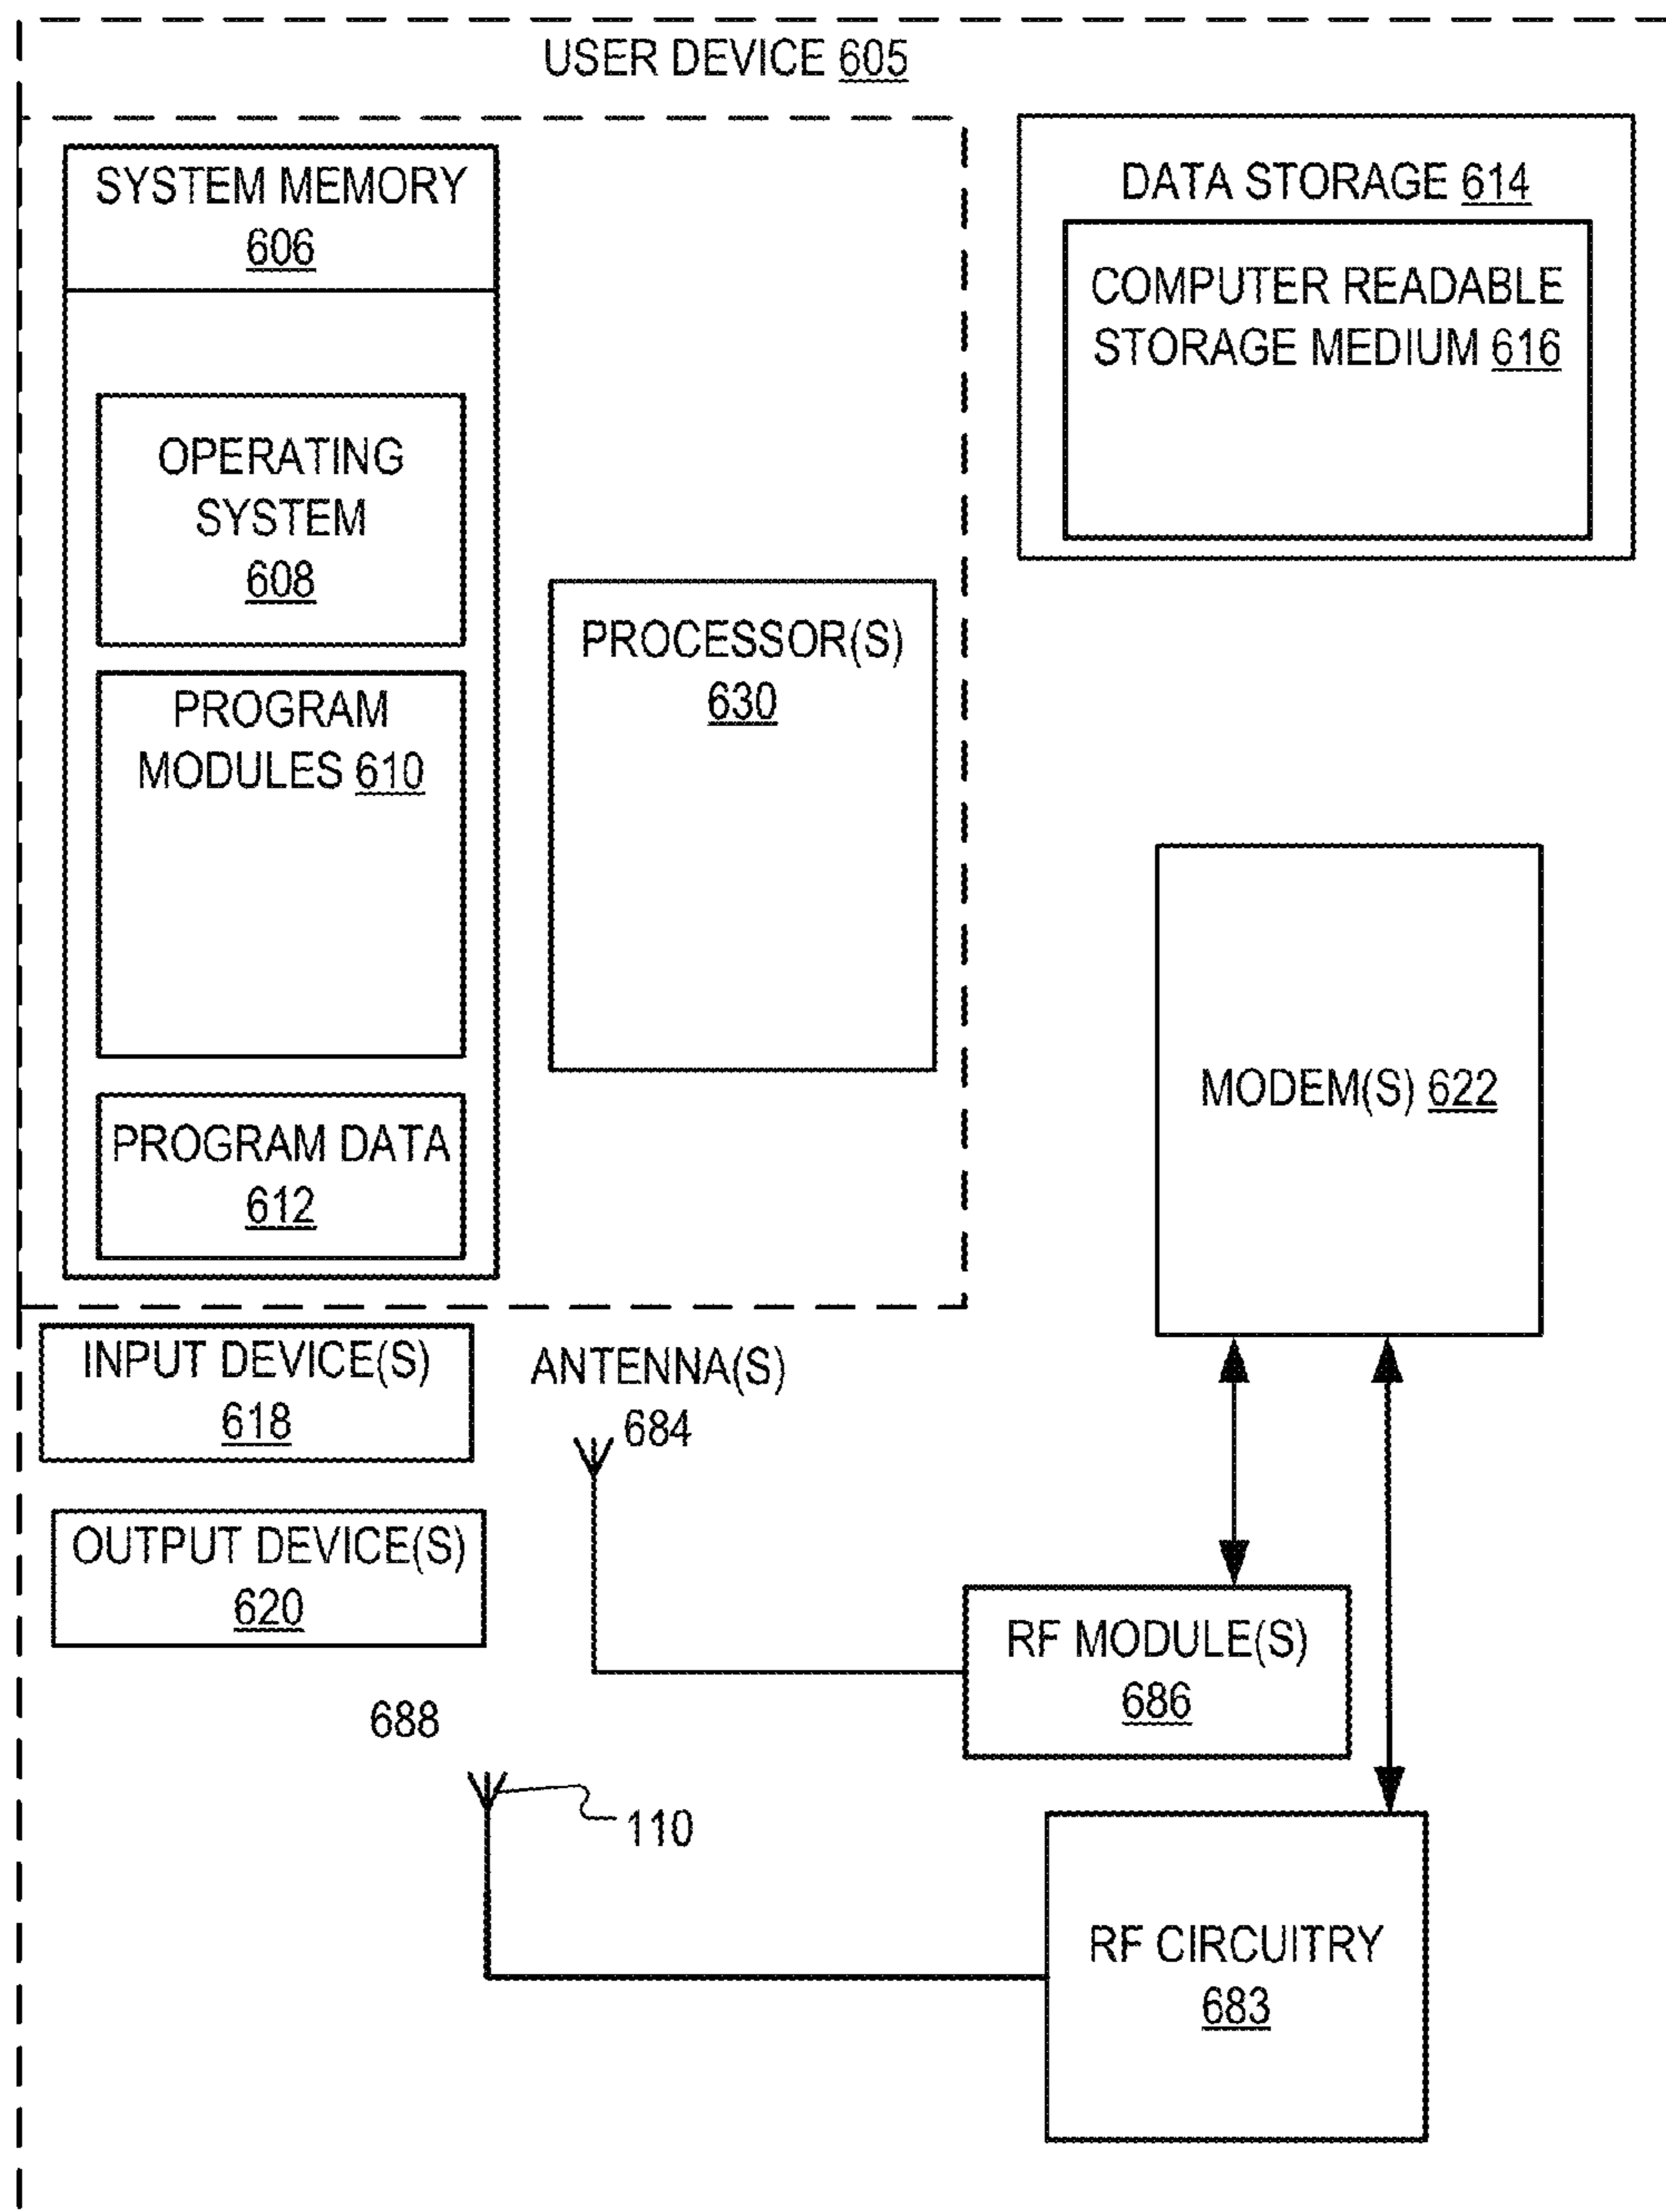 USER DEVICE 605
SYSTEM MEMORY
606
OPERATING
SYSTEM
608
PROGRAM
MODULES 610
PROGRAM DATA
612
PROCESSOR(S)
630
DATA STORAGE 614
COMPUTER READABLE
STORAGE MEDIUM 616
MODEM(S) 622
INPUT DEVICE(S)
618
OUTPUT DEVICE(S)
620
ANTENNA(S)
684
RF MODULE(S)
686
688
110
RF CIRCUITRY
683